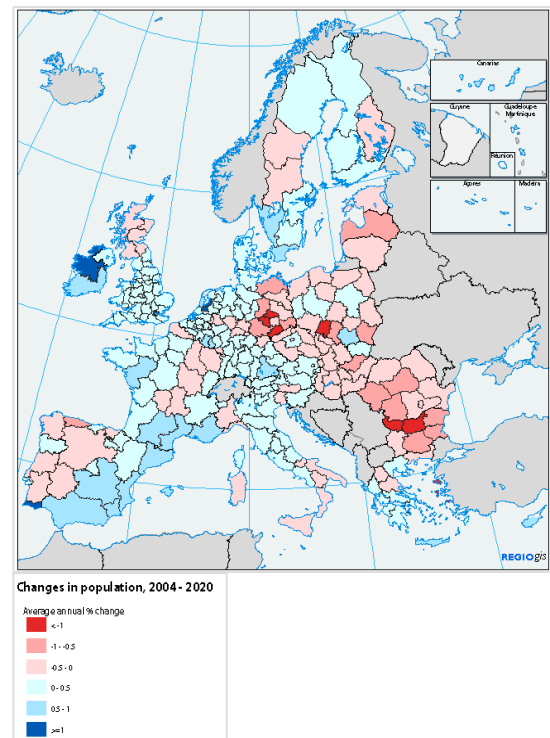 Canarias
Guyane
Guadeloupe
Martinique
Réunion
Açores
Madeira
REGIOgis
Changes in population, 2004 - 2020
Average annual % change
< -1
-1 - -0.5
-0.5 - 0
0 - 0.5
0.5 - 1
>= 1